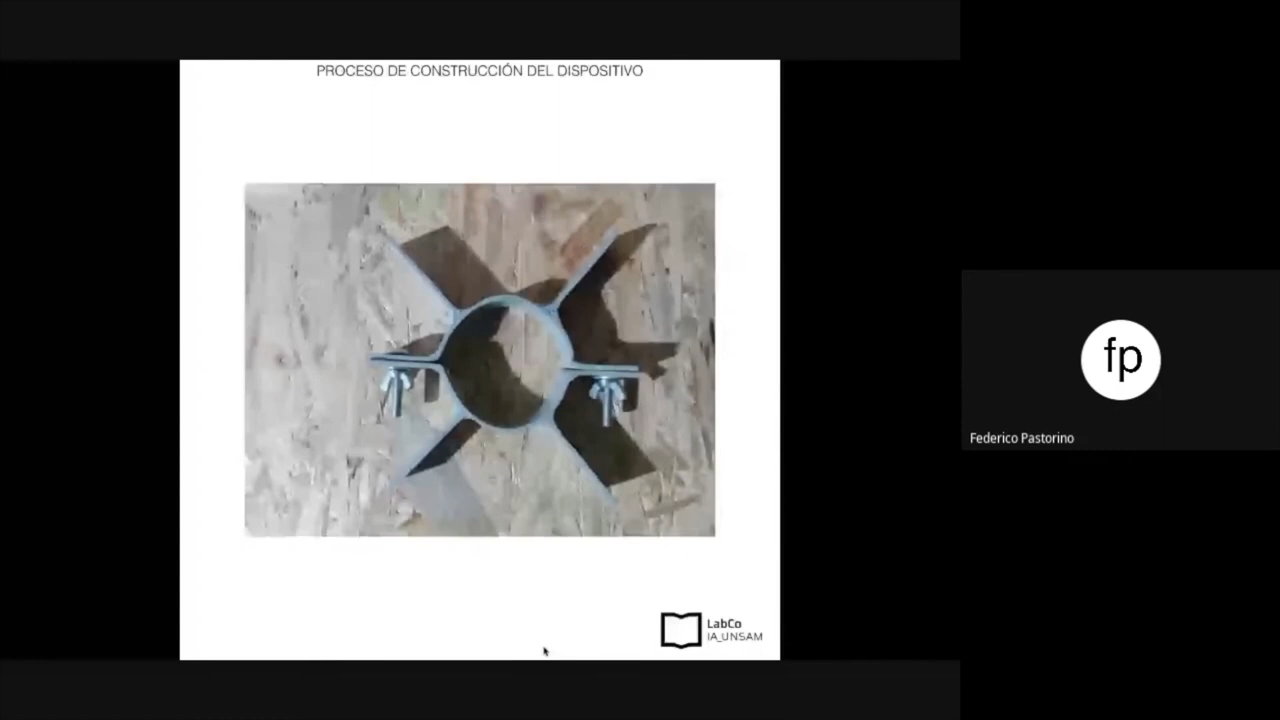 PROCESO DE CONSTRUCCIÓN DEL DISPOSITIVO
fp
Federico Pastorino
LabCo
IA_UNSAM